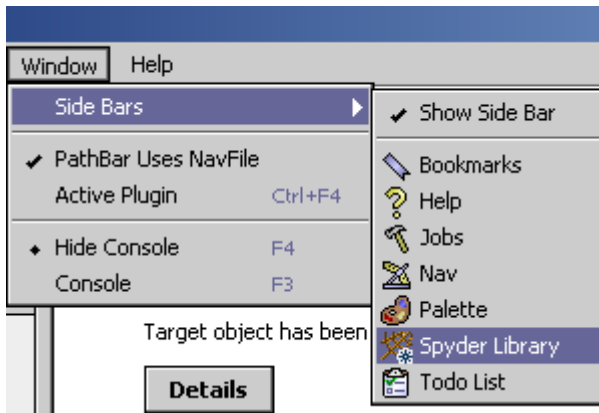 Window Help
Side Bars
PathBar Uses NavFile
Active Plugin Ctrl+F4
Hide Console F4
Console F3
Show Side Bar
Bookmarks
Help
Jobs
Nav
Palette
Spyder Library
Todo List
Target object has been
Details